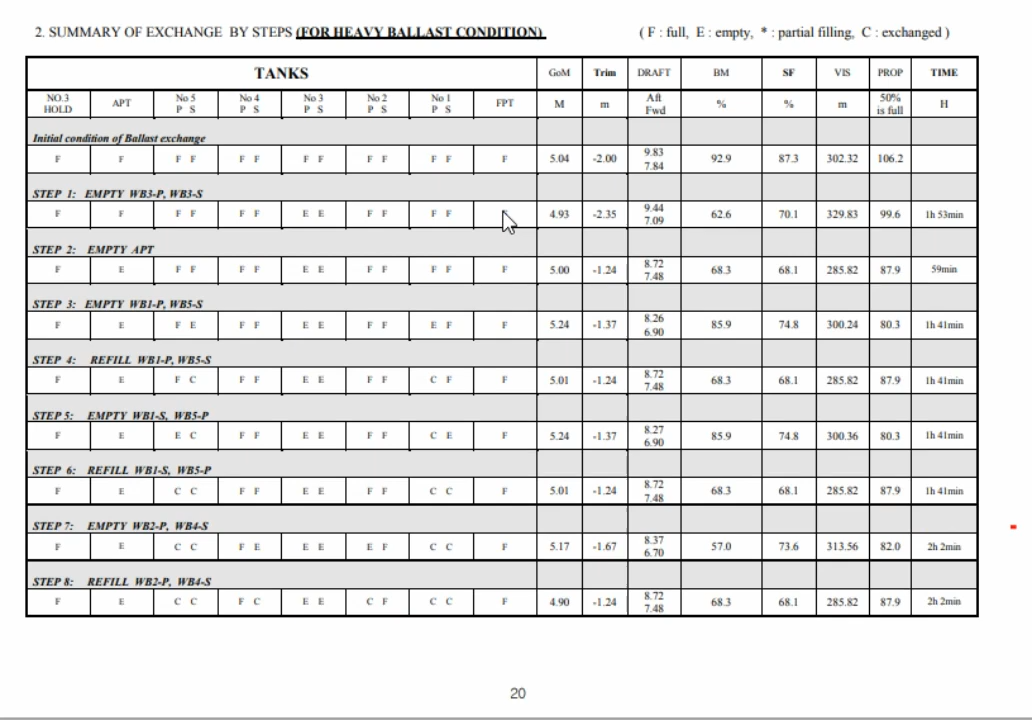 2. SUMMARY OF EXCHANGE BY STEPS (FOR HEAVY BALLAST CONDITION) ( F : full, E : empty, * : partial filling, C : exchanged )
TANKS GoM Trim DRAFT BM SF VIS PROP TIME
NO.3 HOLD APT No 5 P S No 4 P S No 3 P S No 2 P S No 1 P S FPT M m Aft Fwd % % m 50% is full H
Initial condition of Ballast exchange
F F F F F F F F F F F F F 5.04 -2.00 9.83 7.84 92.9 87.3 302.32 106.2
STEP 1: EMPTY WB3-P, WB3-S
F F F F F F E E F F F F 4.93 -2.35 9.44 7.09 62.6 70.1 329.83 99.6 1h 53min
STEP 2: EMPTY APT
F E F F F F E E F F F F F 5.00 -1.24 8.72 7.48 68.3 68.1 285.82 87.9 59min
STEP 3: EMPTY WB1-P, WB5-S
F E F E F F E E F F E F F 5.24 -1.37 8.26 6.90 85.9 74.8 300.24 80.3 1h 41min
STEP 4: REFILL WB1-P, WB5-S
F E F C F F E E F F C F F 5.01 -1.24 8.72 7.48 68.3 68.1 285.82 87.9 1h 41min
STEP 5: EMPTY WB1-S, WB5-P
F E E C F F E E F F C E F 5.24 -1.37 8.27 6.90 85.9 74.8 300.36 80.3 1h 41min
STEP 6: REFILL WB1-S, WB5-P
F E C C F F E E F F C C F 5.01 -1.24 8.72 7.48 68.3 68.1 285.82 87.9 1h 41min
STEP 7: EMPTY WB2-P, WB4-S
F E C C F E E E E F C C F 5.17 -1.67 8.37 6.70 57.0 73.6 313.56 82.0 2h 2min
STEP 8: REFILL WB2-P, WB4-S
F E C C F C E E C F C C F 4.90 -1.24 8.72 7.48 68.3 68.1 285.82 87.9 2h 2min
20